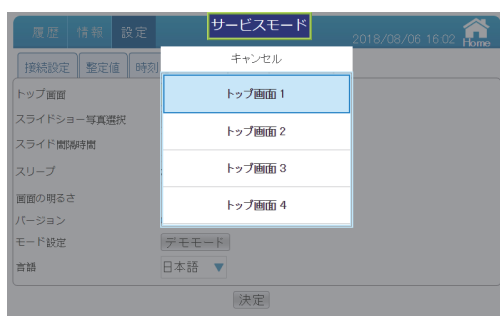 履歴 情報 設定 サービスモード 2018/08/06 16:02 Home
接続設定 整定値 時刻 キャンセル
トップ画面 トップ画面 1
スライドショー写真選択 トップ画面 2
スライド間隔時間
スリープ トップ画面 3
画面の明るさ トップ画面 4
バージョン
モード設定 デモモード
言語 日本語 ▼
決定